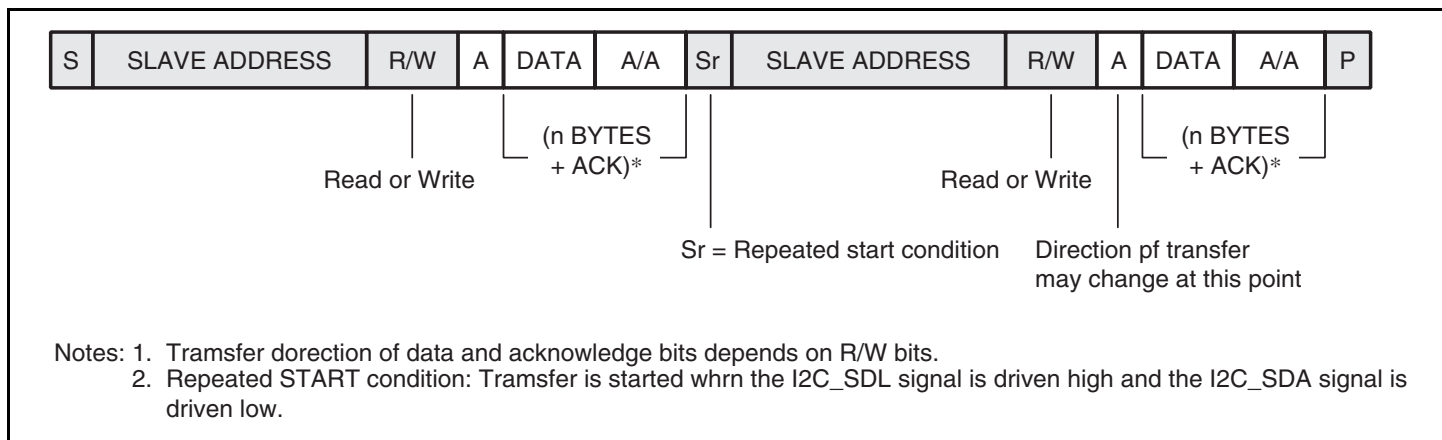 S SLAVE ADDRESS R/W A DATA A/A Sr SLAVE ADDRESS R/W A DATA A/A P
(n BYTES
+ ACK)*
(n BYTES
+ ACK)*
Read or Write
Read or Write
Sr = Repeated start condition
Direction pf transfer
may change at this point
Notes: 1. Tramsfer dorection of data and acknowledge bits depends on R/W bits.
2. Repeated START condition: Tramsfer is started whrn the I2C_SDL signal is driven high and the I2C_SDA signal is
driven low.